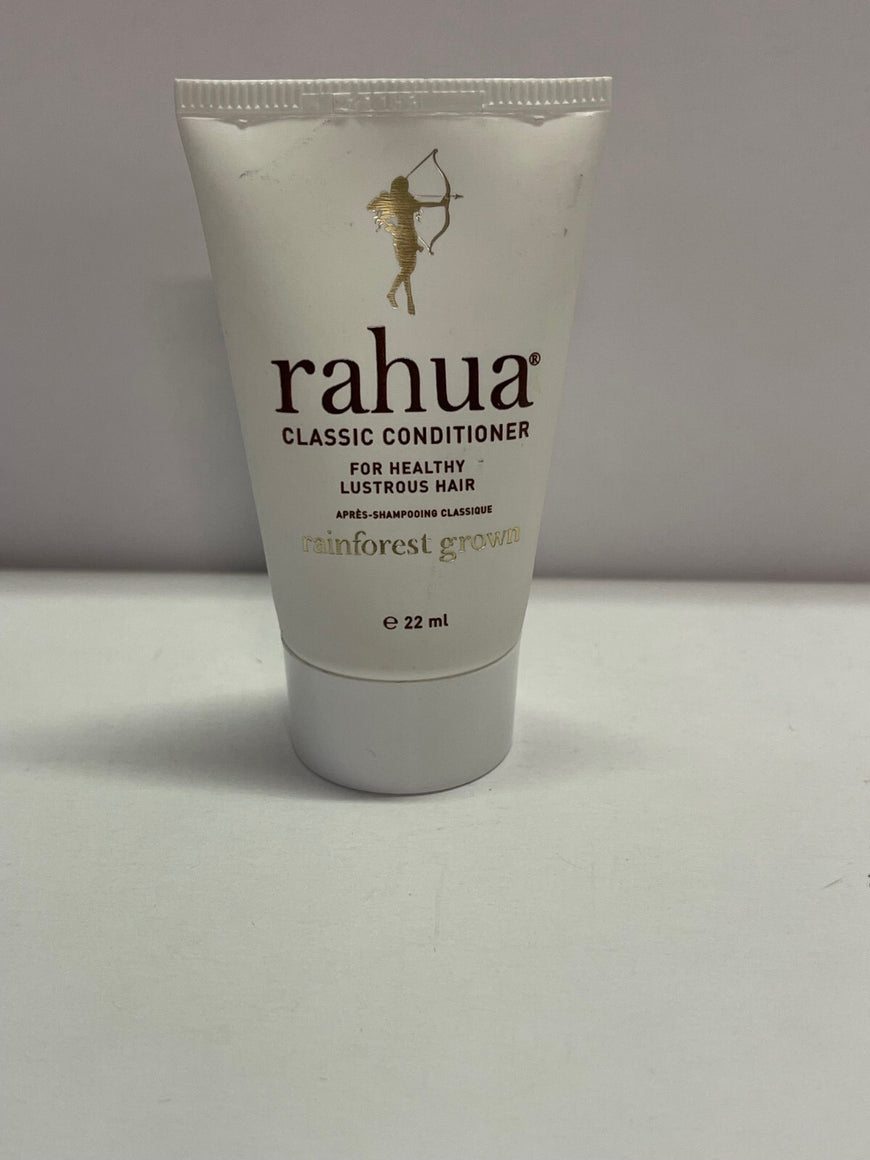 rahua®
CLASSIC CONDITIONER
FOR HEALTHY
LUSTROUS HAIR
APRÈS-SHAMPOOING CLASSIQUE
rainforest grown
℮ 22 ml